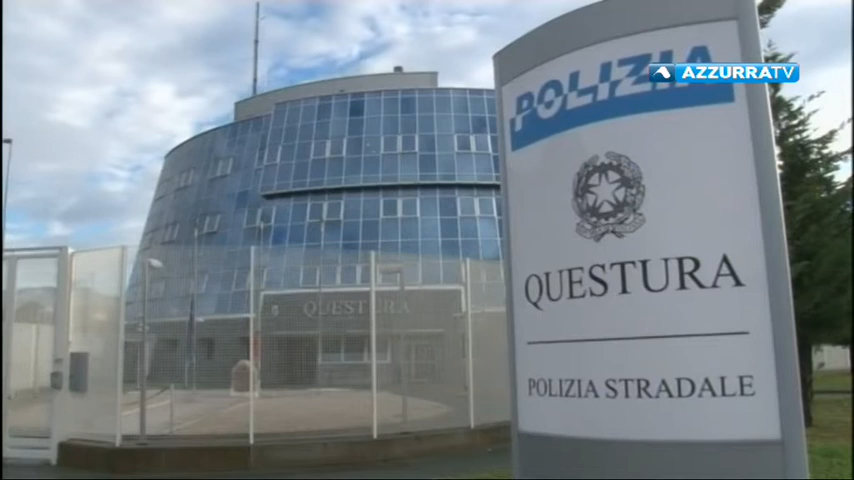 AZZURRATV
POLIZIA
QUESTURA
POLIZIA STRADALE
QUESTURA